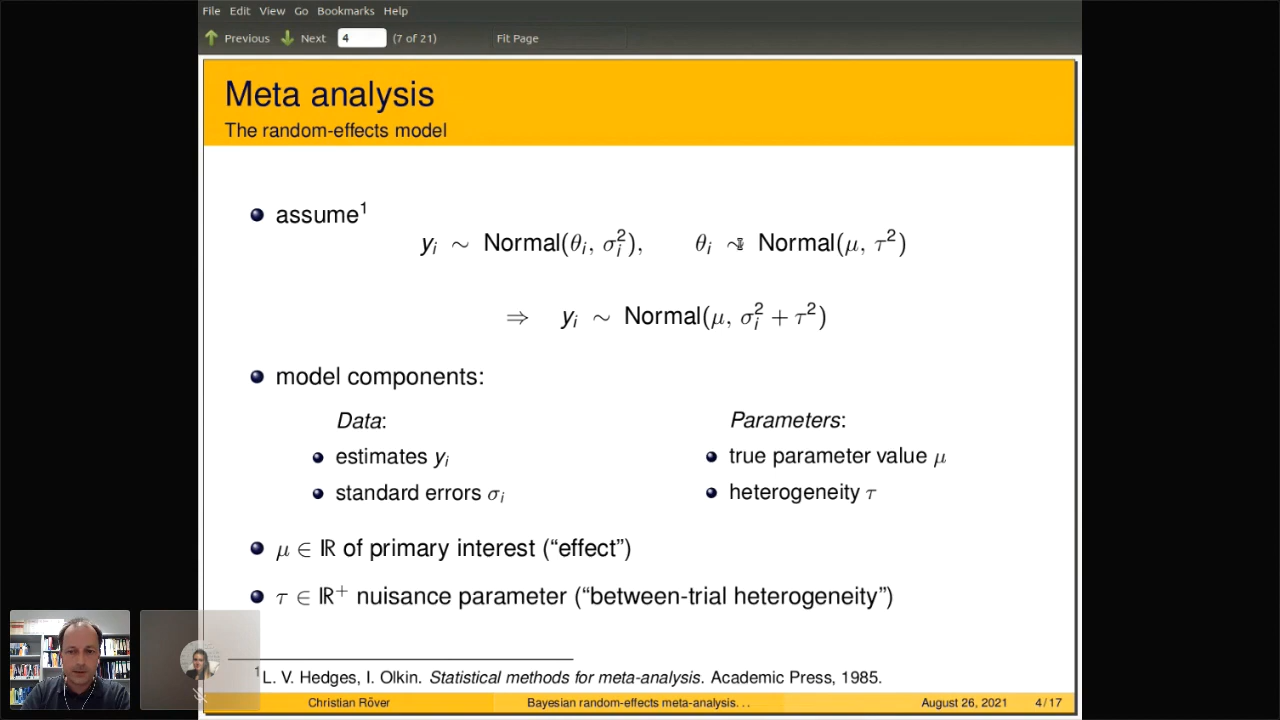 File Edit View Go Bookmarks Help
Previous Next 4 (7 of 21) Fit Page
Meta analysis
The random-effects model
assume¹
yᵢ ∼ Normal(θᵢ, σᵢ²), θᵢ ∼ Normal(μ, τ²)
⇒ yᵢ ∼ Normal(μ, σᵢ² + τ²)
model components:
Data: Parameters:
estimates yᵢ true parameter value μ
standard errors σᵢ heterogeneity τ
μ ∈ ℝ of primary interest (“effect”)
τ ∈ ℝ⁺ nuisance parameter (“between-trial heterogeneity”)
¹L. V. Hedges, I. Olkin. Statistical methods for meta-analysis. Academic Press, 1985.
Christian Röver Bayesian random-effects meta-analysis. . . August 26, 2021 4 / 17